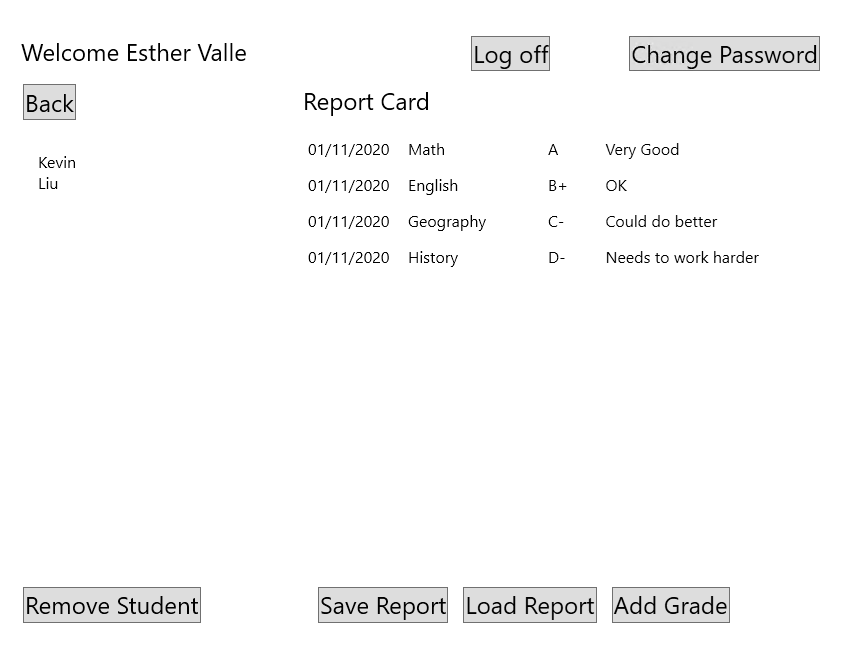 Welcome Esther Valle
Log off
Change Password
Back
Report Card
Kevin
Liu
01/11/2020 Math A Very Good
01/11/2020 English B+ OK
01/11/2020 Geography C- Could do better
01/11/2020 History D- Needs to work harder
Remove Student
Save Report
Load Report
Add Grade